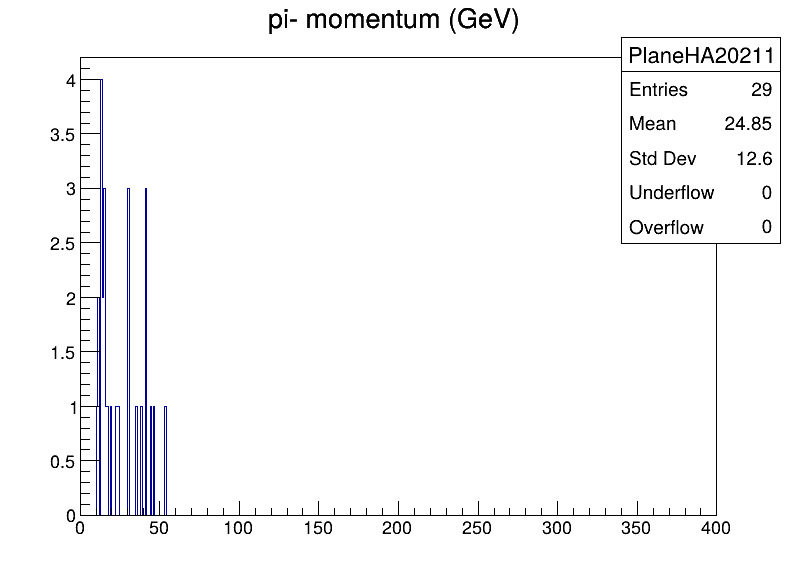 pi- momentum (GeV)
PlaneHA20211
Entries 29
Mean 24.85
Std Dev 12.6
Underflow 0
Overflow 0
4
3.5
3
2.5
2
1.5
1
0.5
0
0 50 100 150 200 250 300 350 400